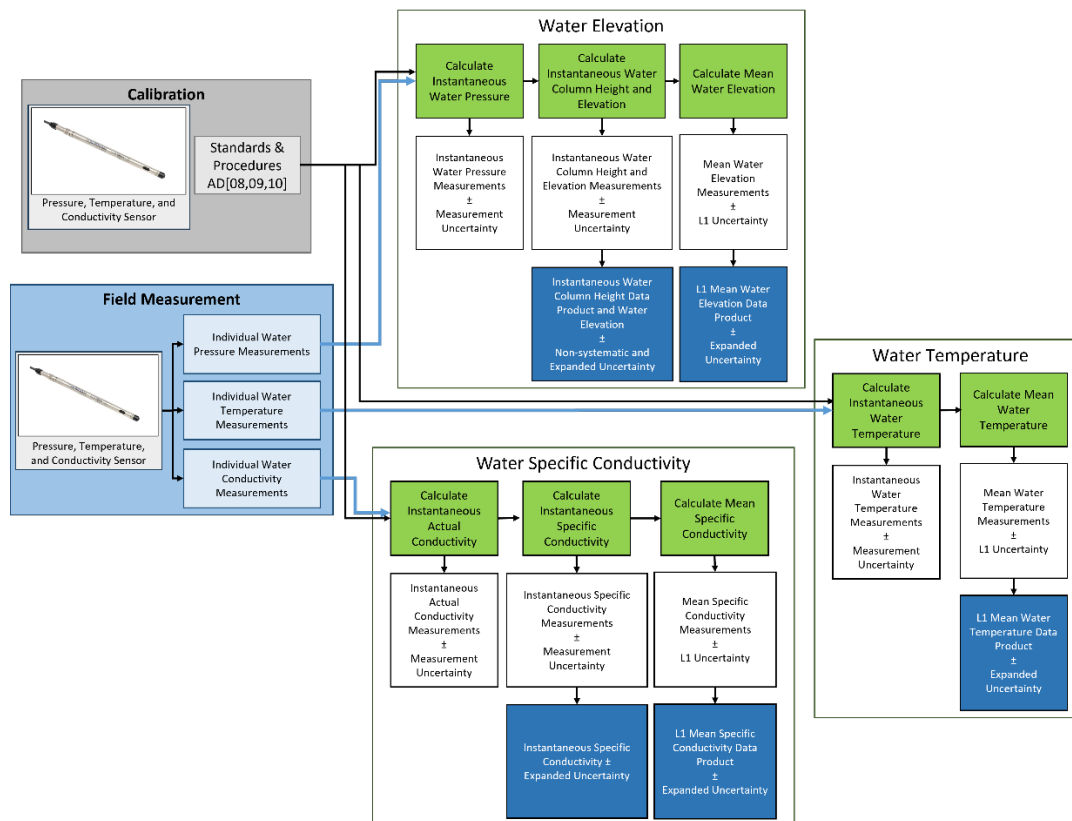 Water Elevation
Calculate
Instantaneous
Water Pressure
Calculate
Instantaneous Water
Column Height and
Elevation
Calculate Mean
Water Elevation
Instantaneous
Water Pressure
Measurements
±
Measurement
Uncertainty
Instantaneous Water
Column Height and
Elevation Measurements
±
Measurement
Uncertainty
Mean Water
Elevation
Measurements
±
L1 Uncertainty
Instantaneous Water
Column Height Data
Product and Water
Elevation
±
Non-systematic and
Expanded Uncertainty
L1 Mean Water
Elevation Data
Product
±
Expanded
Uncertainty
Calibration
Pressure, Temperature, and
Conductivity Sensor
Standards &
Procedures
AD[08,09,10]
Field Measurement
Pressure, Temperature,
and Conductivity Sensor
Individual Water
Pressure Measurements
Individual Water
Temperature
Measurements
Individual Water
Conductivity
Measurements
Water Temperature
Calculate
Instantaneous
Water
Temperature
Calculate Mean
Water
Temperature
Instantaneous
Water
Temperature
Measurements
±
Measurement
Uncertainty
Mean Water
Temperature
Measurements
±
L1 Uncertainty
L1 Mean Water
Temperature Data
Product
±
Expanded
Uncertainty
Water Specific Conductivity
Calculate
Instantaneous
Actual
Conductivity
Calculate
Instantaneous
Specific
Conductivity
Calculate Mean
Specific
Conductivity
Instantaneous
Actual
Conductivity
Measurements
±
Measurement
Uncertainty
Instantaneous Specific
Conductivity
Measurements
±
Measurement
Uncertainty
Mean Specific
Conductivity
Measurements
±
L1 Uncertainty
Instantaneous Specific
Conductivity ±
Expanded Uncertainty
L1 Mean Specific
Conductivity Data
Product
±
Expanded Uncertainty